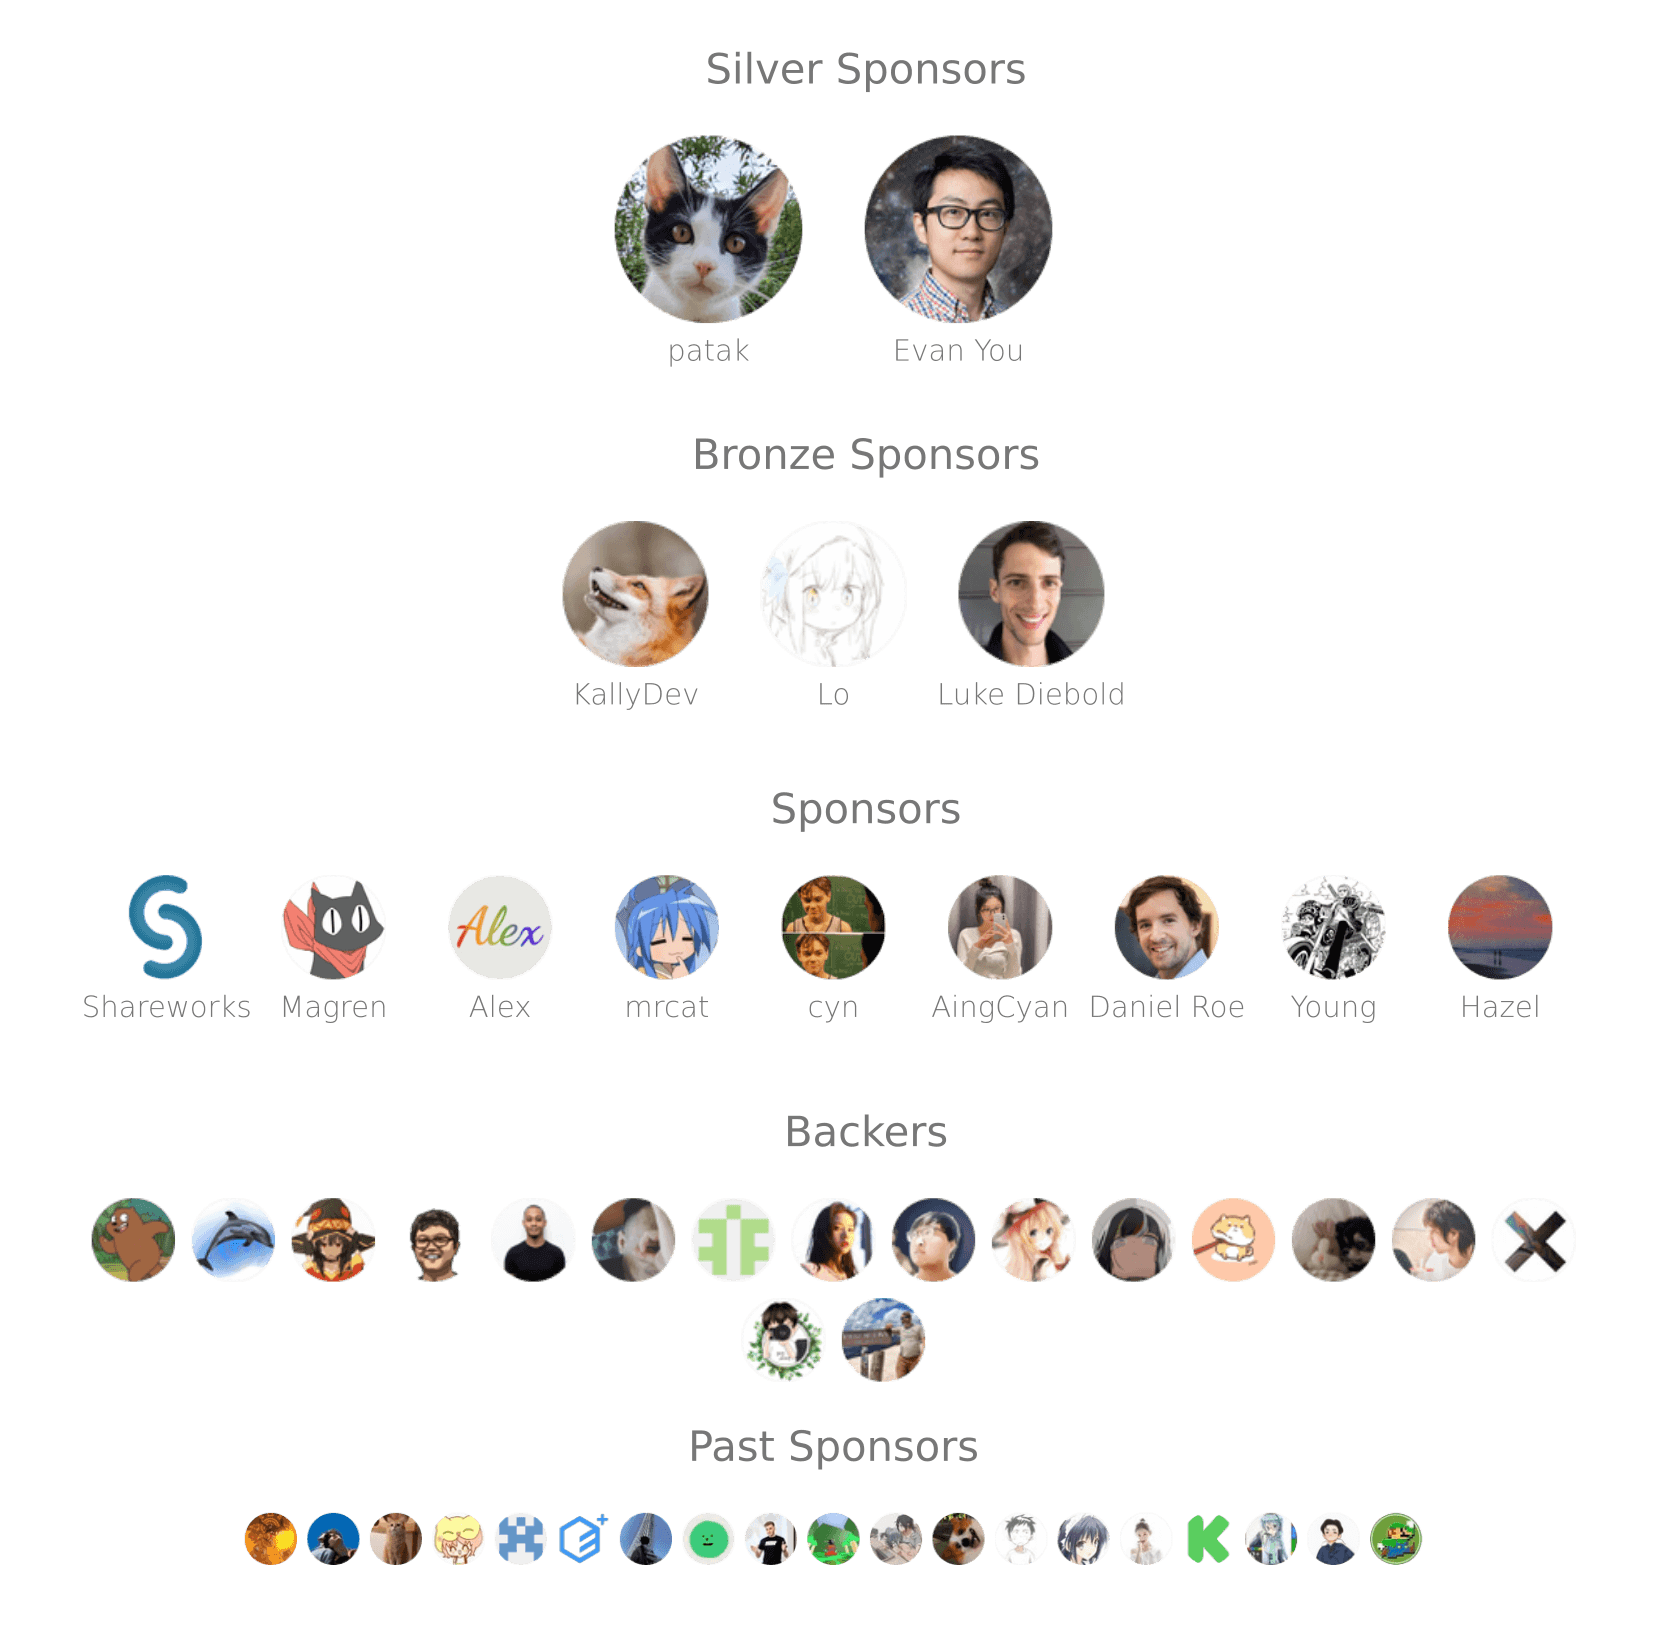 Silver Sponsors
patak Evan You
Bronze Sponsors
KallyDev Lo Luke Diebold
Sponsors
Alex
Shareworks Magren Alex mrcat cyn AingCyan Daniel Roe Young Hazel
Backers
Past Sponsors
K